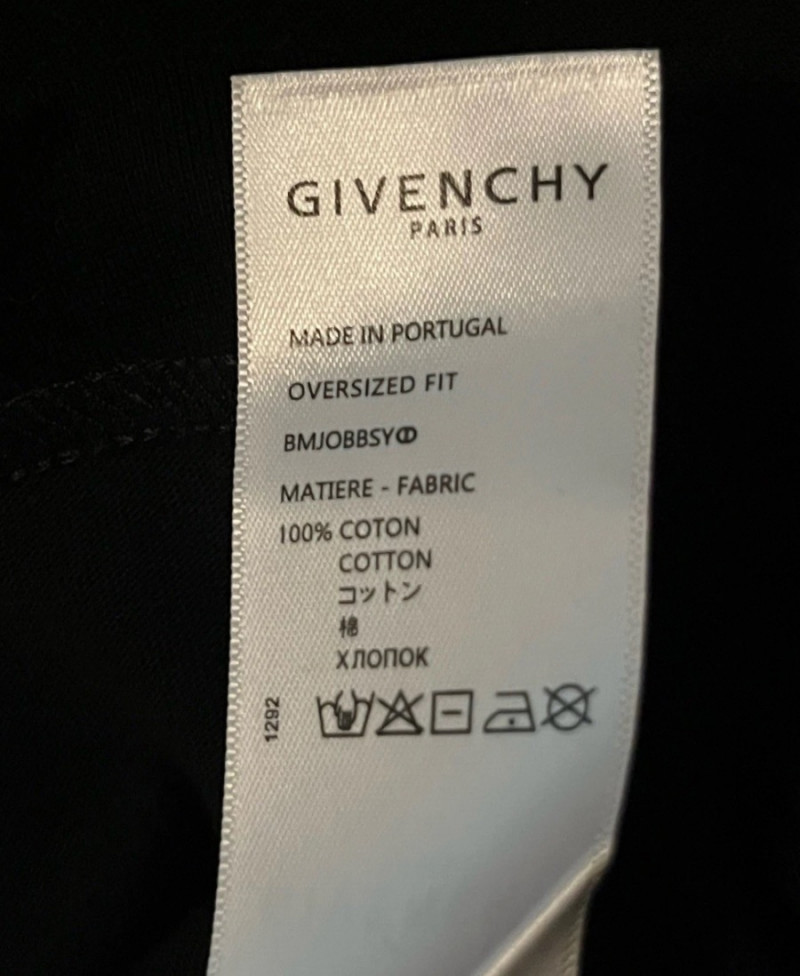 GIVENCHY
PARIS
MADE IN PORTUGAL
OVERSIZED FIT
BMJOBBSYↀ
MATIERE - FABRIC
100% COTON
COTTON
コットン
棉
ХЛОПОК
1292